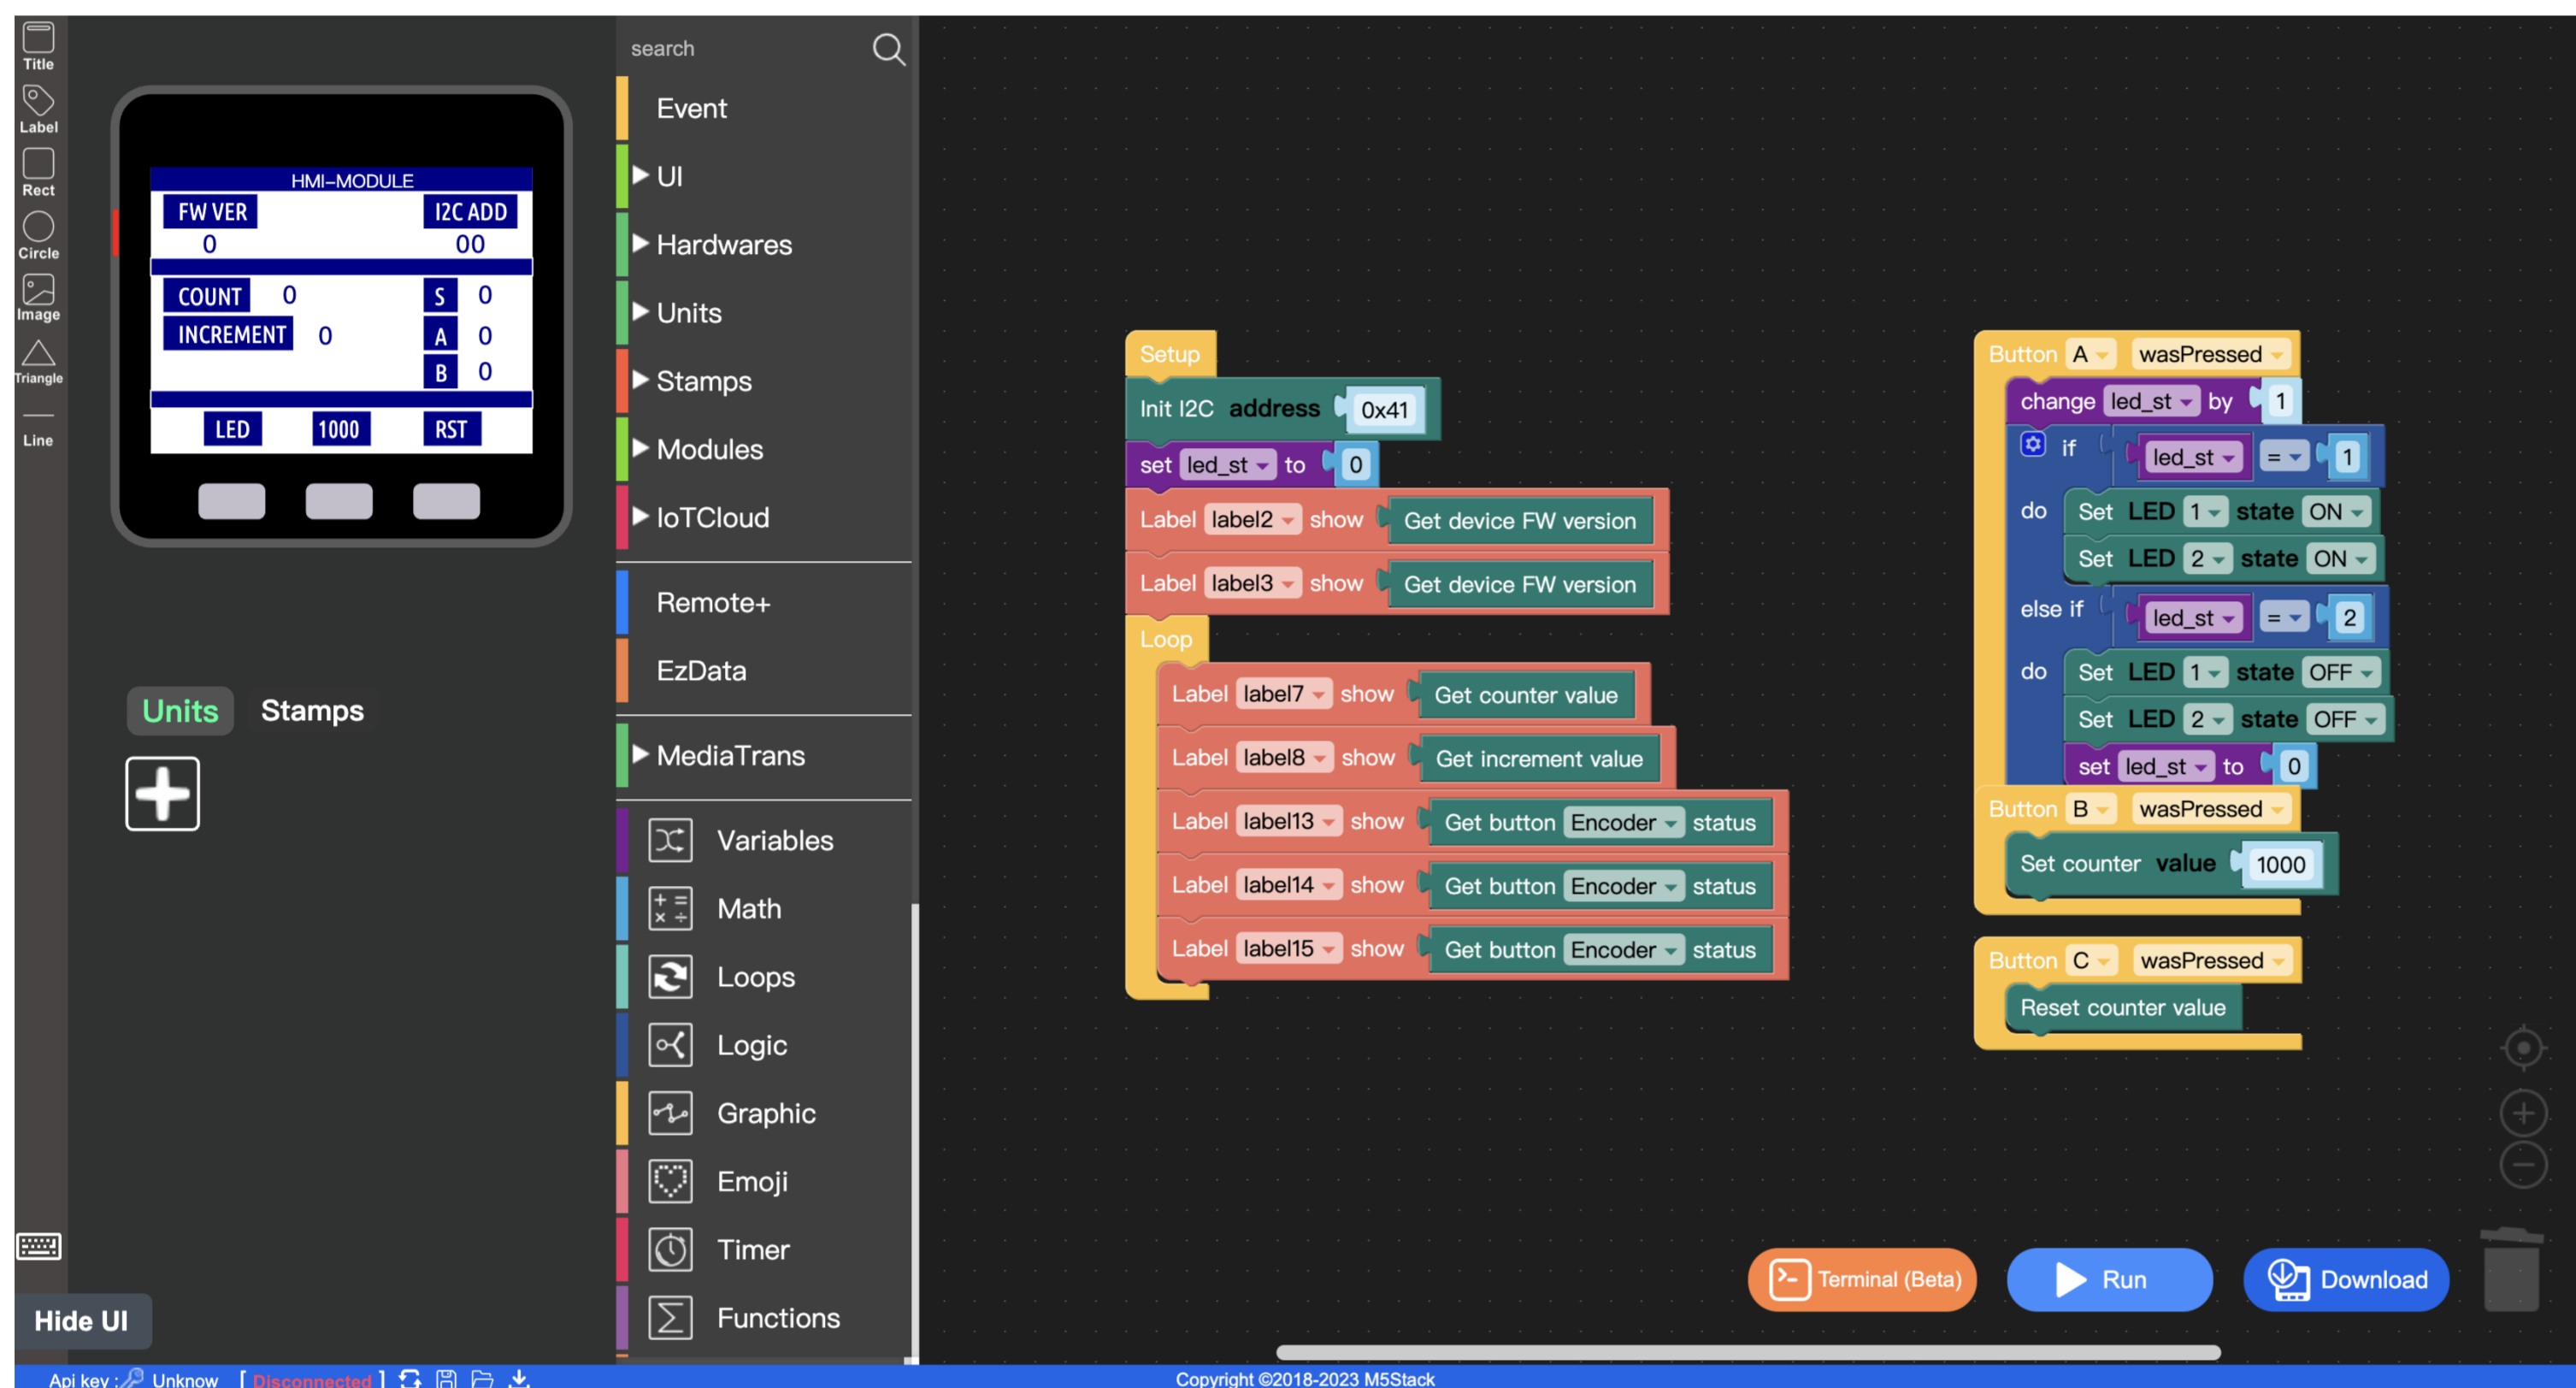 Title
Label
Rect
Circle
Image
Triangle
Line
Hide UI
HMI-MODULE
FW VER
I2C ADD
0
00
COUNT 0
S 0
INCREMENT 0
A 0
B 0
LED
1000
RST
Units Stamps
search
Event
UI
Hardwares
Units
Stamps
Modules
IoTCloud
Remote+
EzData
MediaTrans
Variables
Math
Loops
Logic
Graphic
Emoji
Timer
Functions
Setup
Init I2C address 0x41
set led_st to 0
Label label2 show Get device FW version
Label label3 show Get device FW version
Loop
Label label7 show Get counter value
Label label8 show Get increment value
Label label13 show Get button Encoder status
Label label14 show Get button Encoder status
Label label15 show Get button Encoder status
Button A wasPressed
change led_st by 1
if led_st = 1
do Set LED 1 state ON
Set LED 2 state ON
else if led_st = 2
do Set LED 1 state OFF
Set LED 2 state OFF
set led_st to 0
Button B wasPressed
Set counter value 1000
Button C wasPressed
Reset counter value
Terminal (Beta)
Run
Download
Api key : Unknow [ Disconnected ]
Copyright ©2018-2023 M5Stack